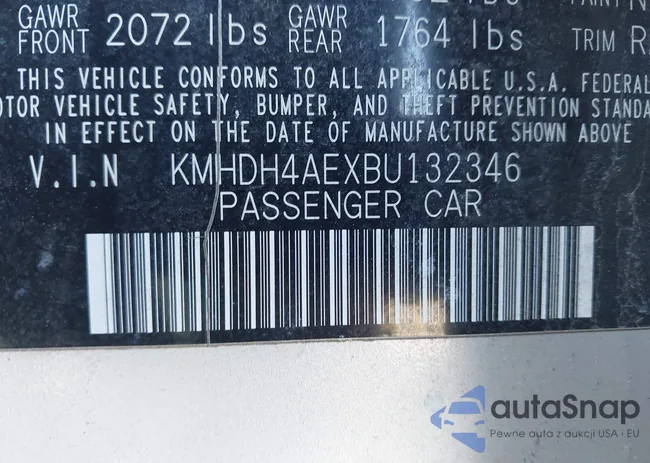 GAWR FRONT 2072 lbs GAWR REAR 1764 lbs TRIM
THIS VEHICLE CONFORMS TO ALL APPLICABLE U.S.A. FEDERAL
MOTOR VEHICLE SAFETY, BUMPER, AND THEFT PREVENTION
IN EFFECT ON THE DATE OF MANUFACTURE SHOWN ABOVE
V.I.N KMHDH4AEXBU132346
PASSENGER CAR
autaSnap
Pewne auta z aukcji USA i EU